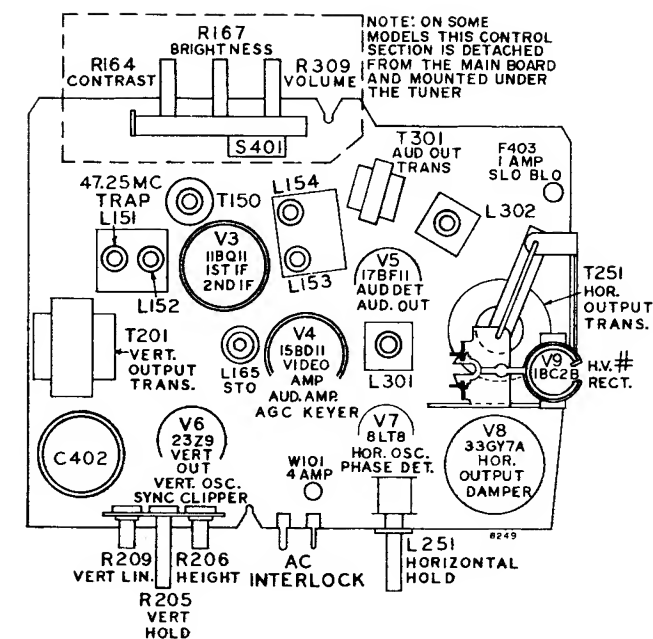 NOTE: ON SOME
MODELS THIS CONTROL
SECTION IS DETACHED
FROM THE MAIN BOARD
AND MOUNTED UNDER
THE TUNER
R167
BRIGHTNESS
R164
CONTRAST
R309
VOLUME
S401
T301
AUD OUT
TRANS
F403
1 AMP
SLO BLO
47.25 MC
TRAP
L151
T150
L154
L302
V3
11BQ11
1ST IF
2ND IF
L153
V5
17BF11
AUD DET
AUD. OUT
T251
HOR.
OUTPUT
TRANS.
L152
T201
VERT.
OUTPUT
TRANS.
L165
STO
V4
15BD11
VIDEO
AMP
AUD. AMP.
AGC KEYER
L301
V9
1BC2B
H.V. #
RECT.
C402
V6
23Z9
VERT
OUT
VERT. OSC.
SYNC CLIPPER
W101
4 AMP
V7
8LT8
HOR. OSC.
PHASE DET.
V8
33GY7A
HOR.
OUTPUT
DAMPER
8249
R209
VERT LIN.
R206
HEIGHT
R205
VERT
HOLD
AC
INTERLOCK
L251
HORIZONTAL
HOLD